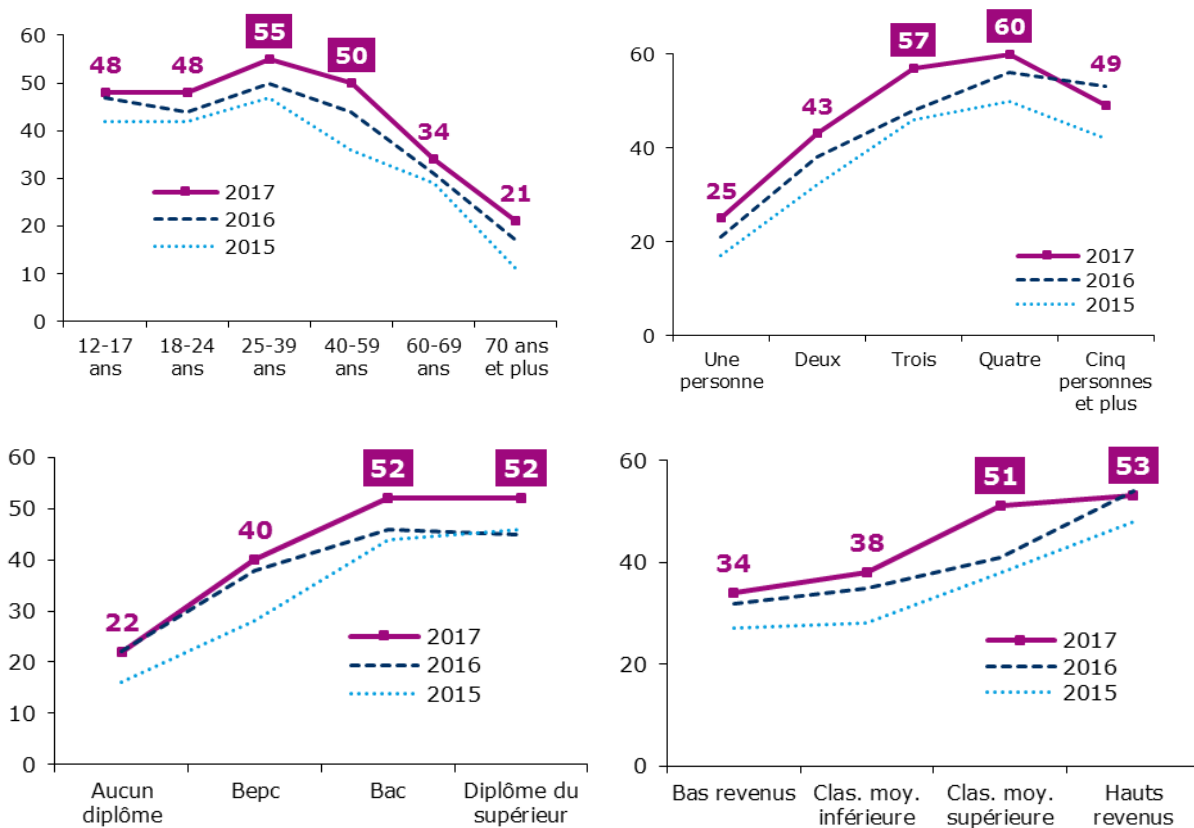 60
50
40
30
20
10
0
48
48
55
50
34
21
2017
2016
2015
12-17
ans
18-24
ans
25-39
ans
40-59
ans
60-69
ans
70 ans
et plus
60
40
20
0
25
43
57
60
49
2017
2016
2015
Une
personne
Deux
Trois
Quatre
Cinq
personnes
et plus
60
50
40
30
20
10
0
22
40
52
52
2017
2016
2015
Aucun
diplôme
Bepc
Bac
Diplôme du
supérieur
60
40
20
0
34
38
51
53
2017
2016
2015
Bas revenus
Clas. moy.
inférieure
Clas. moy.
supérieure
Hauts
revenus